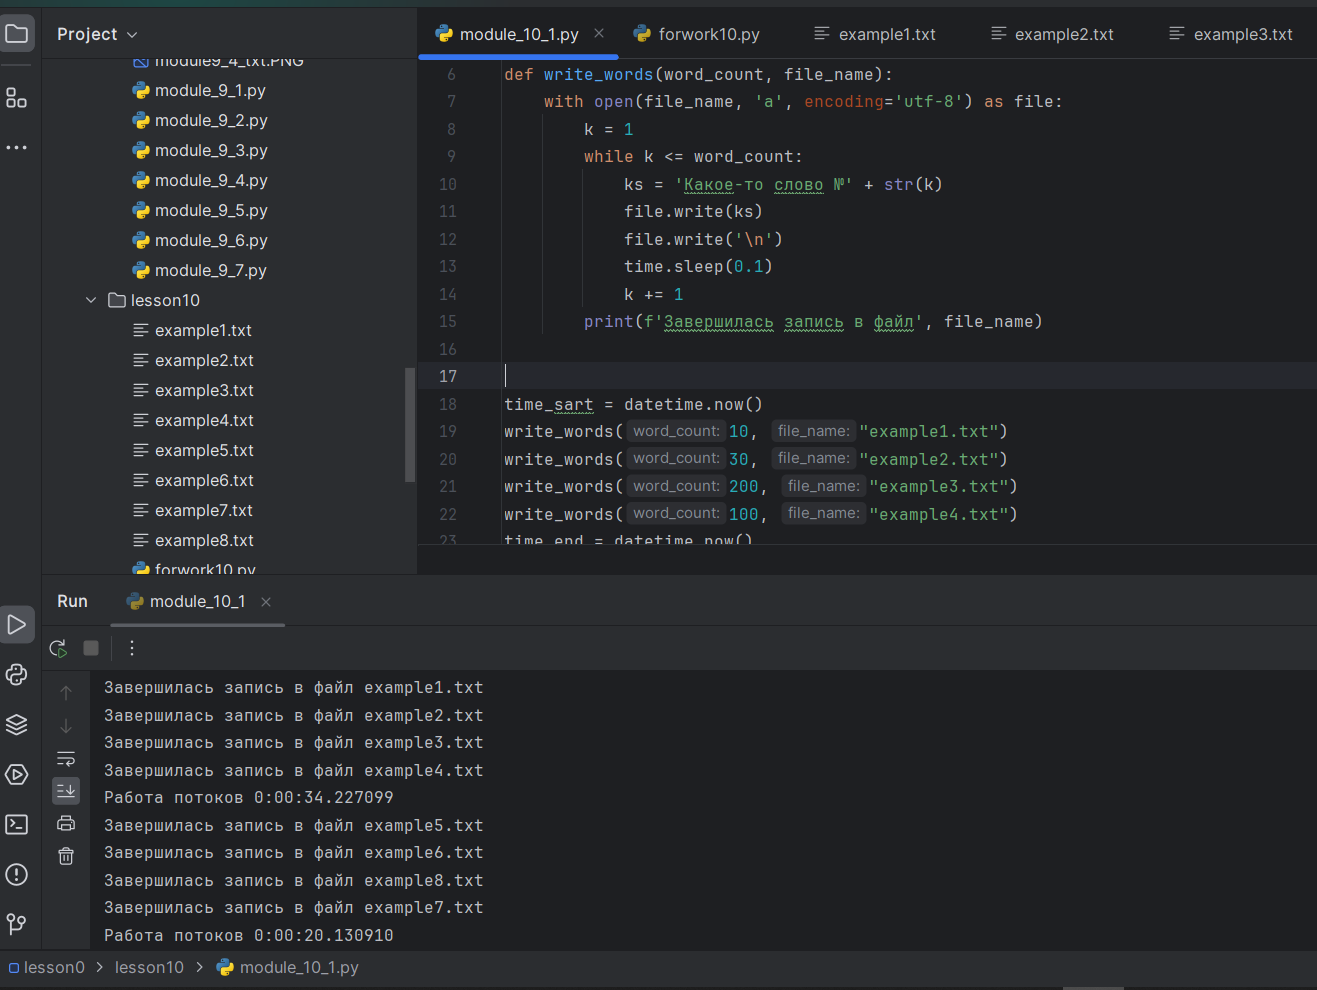 Project
module_10_1.py
forwork10.py
example1.txt
example2.txt
example3.txt
module9_4_txt.PNG
module_9_1.py
module_9_2.py
module_9_3.py
module_9_4.py
module_9_5.py
module_9_6.py
module_9_7.py
lesson10
example1.txt
example2.txt
example3.txt
example4.txt
example5.txt
example6.txt
example7.txt
example8.txt
forwork10.py
6 def write_words(word_count, file_name):
7 with open(file_name, 'a', encoding='utf-8') as file:
8 k = 1
9 while k <= word_count:
10 ks = 'Какое-то слово №' + str(k)
11 file.write(ks)
12 file.write('\n')
13 time.sleep(0.1)
14 k += 1
15 print(f'Завершилась запись в файл', file_name)
16
17
18 time_sart = datetime.now()
19 write_words( word_count: 10, file_name: "example1.txt")
20 write_words( word_count: 30, file_name: "example2.txt")
21 write_words( word_count: 200, file_name: "example3.txt")
22 write_words( word_count: 100, file_name: "example4.txt")
23 time_end = datetime.now()
Run
module_10_1
Завершилась запись в файл example1.txt
Завершилась запись в файл example2.txt
Завершилась запись в файл example3.txt
Завершилась запись в файл example4.txt
Работа потоков 0:00:34.227099
Завершилась запись в файл example5.txt
Завершилась запись в файл example6.txt
Завершилась запись в файл example8.txt
Завершилась запись в файл example7.txt
Работа потоков 0:00:20.130910
lesson0 > lesson10 > module_10_1.py